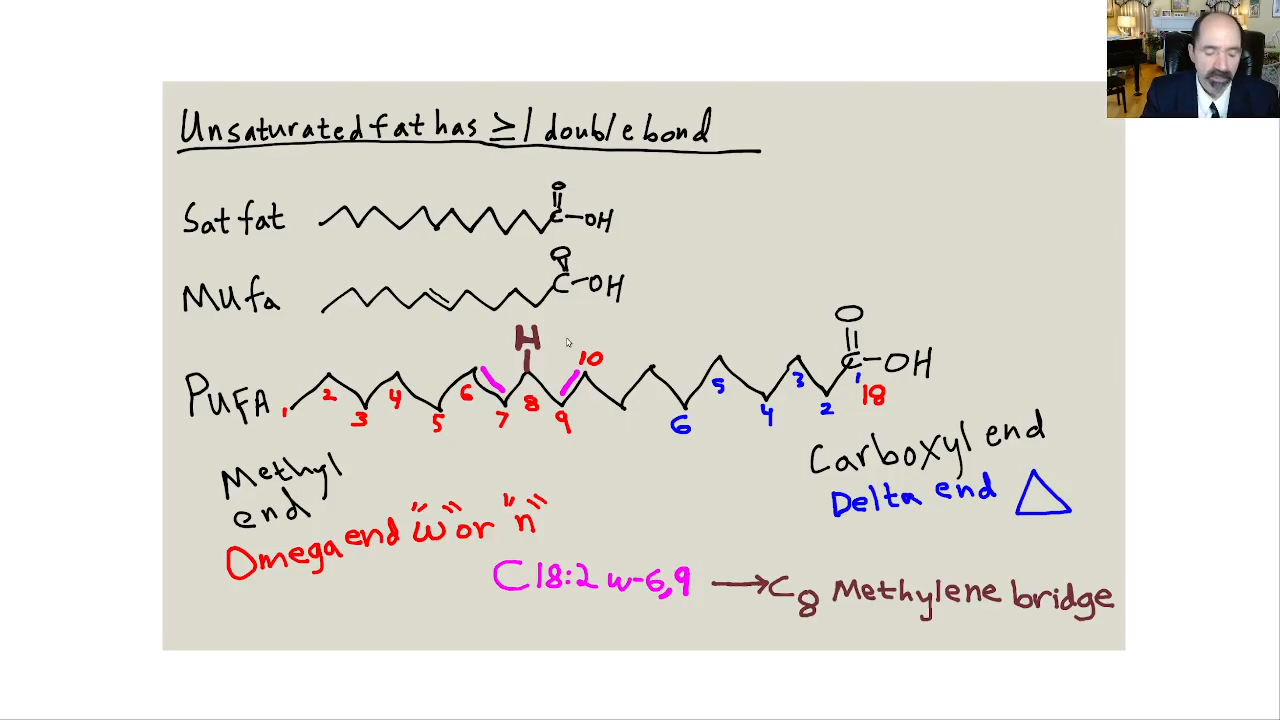 Unsaturated fat has ≥1 double bond
Sat fat
O
C-OH
Mufa
O
C-OH
H
O
PUFA
C-OH
1 2 3 4 5 6 7 8 9 10
6 5 4 3 2 1
18
Methyl end
Carboxyl end
Delta end △
Omega end "w" or "n"
C18:2 w-6,9 → C8 Methylene bridge